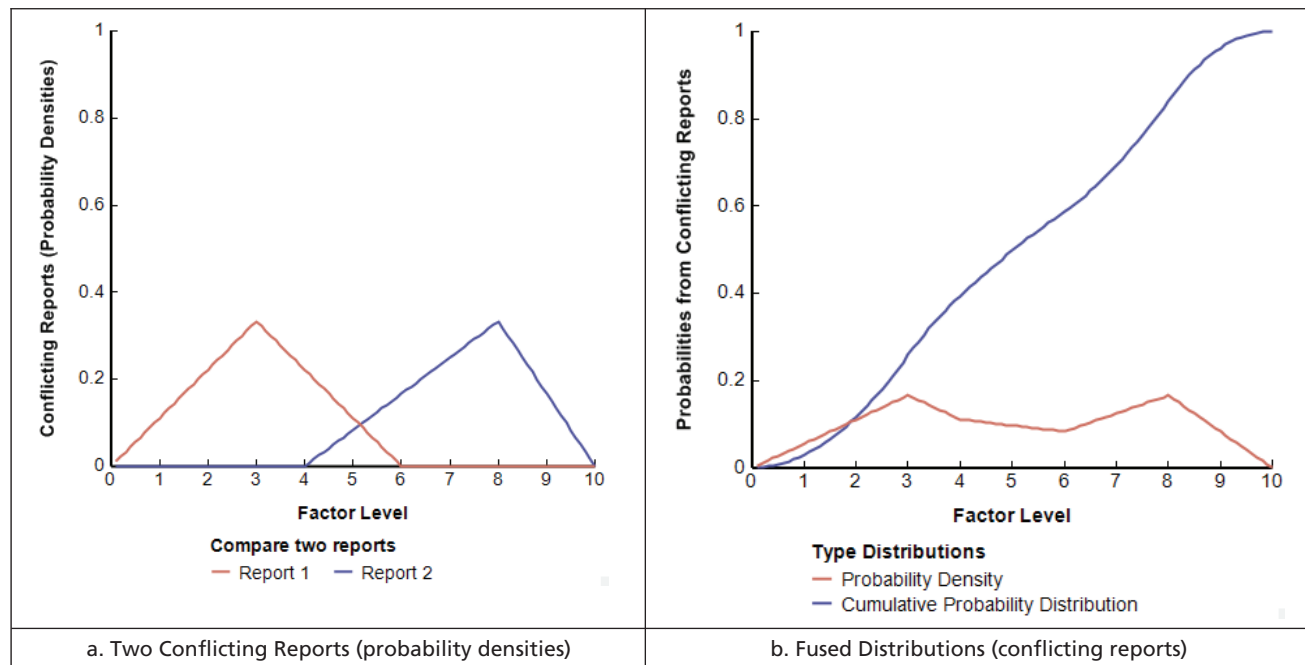 Conflicting Reports (Probability Densities)
1
0.8
0.6
0.4
0.2
0
0 1 2 3 4 5 6 7 8 9 10
Factor Level
Compare two reports
Report 1 Report 2
a. Two Conflicting Reports (probability densities)
Probabilities from Conflicting Reports
1
0.8
0.6
0.4
0.2
0
0 1 2 3 4 5 6 7 8 9 10
Factor Level
Type Distributions
Probability Density
Cumulative Probability Distribution
b. Fused Distributions (conflicting reports)